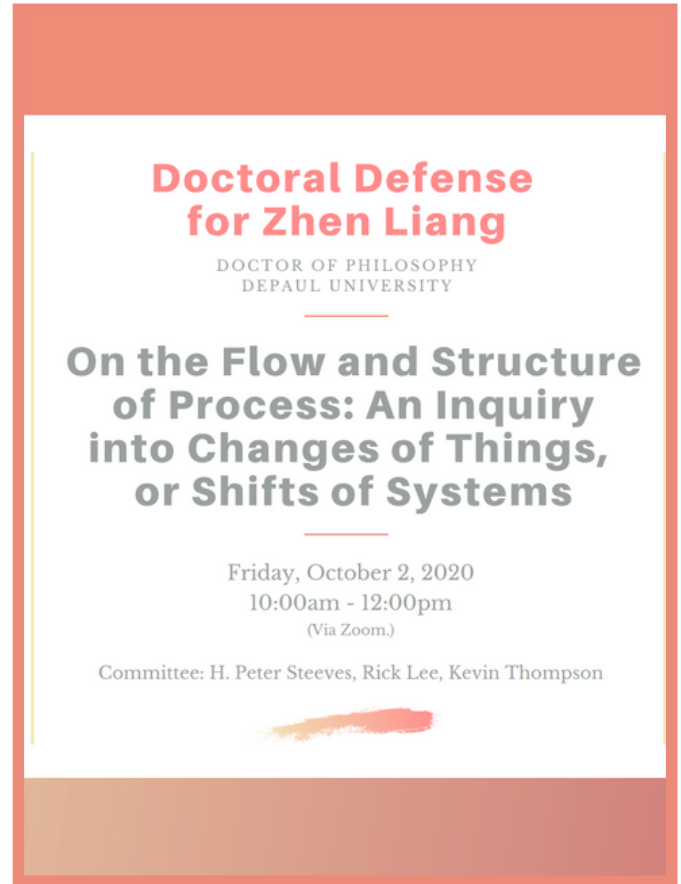 Doctoral Defense
for Zhen Liang
DOCTOR OF PHILOSOPHY
DEPAUL UNIVERSITY
On the Flow and Structure
of Process: An Inquiry
into Changes of Things,
or Shifts of Systems
Friday, October 2, 2020
10:00am - 12:00pm
(Via Zoom.)
Committee: H. Peter Steeves, Rick Lee, Kevin Thompson